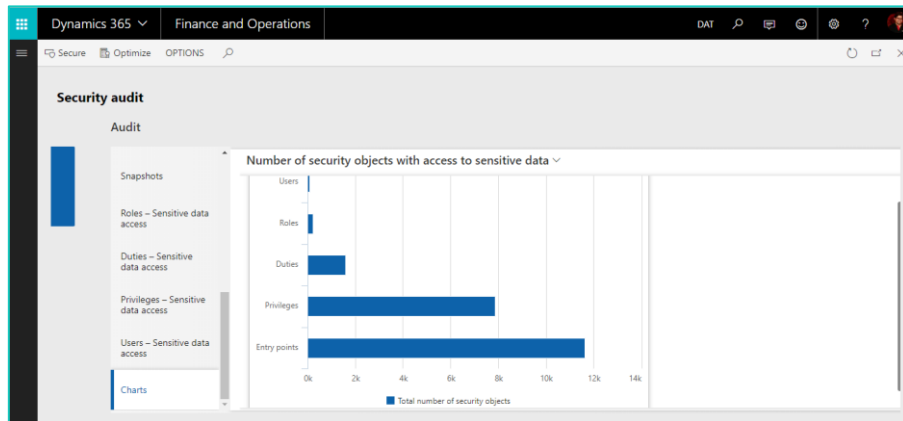 Dynamics 365 Finance and Operations DAT ?
Secure Optimize OPTIONS
Security audit
Audit
Number of security objects with access to sensitive data
Snapshots
Roles – Sensitive data
access
Duties – Sensitive
data access
Privileges – Sensitive
data access
Users – Sensitive data
access
Charts
Users
Roles
Duties
Privileges
Entry points
0k 2k 4k 6k 8k 10k 12k 14k
Total number of security objects